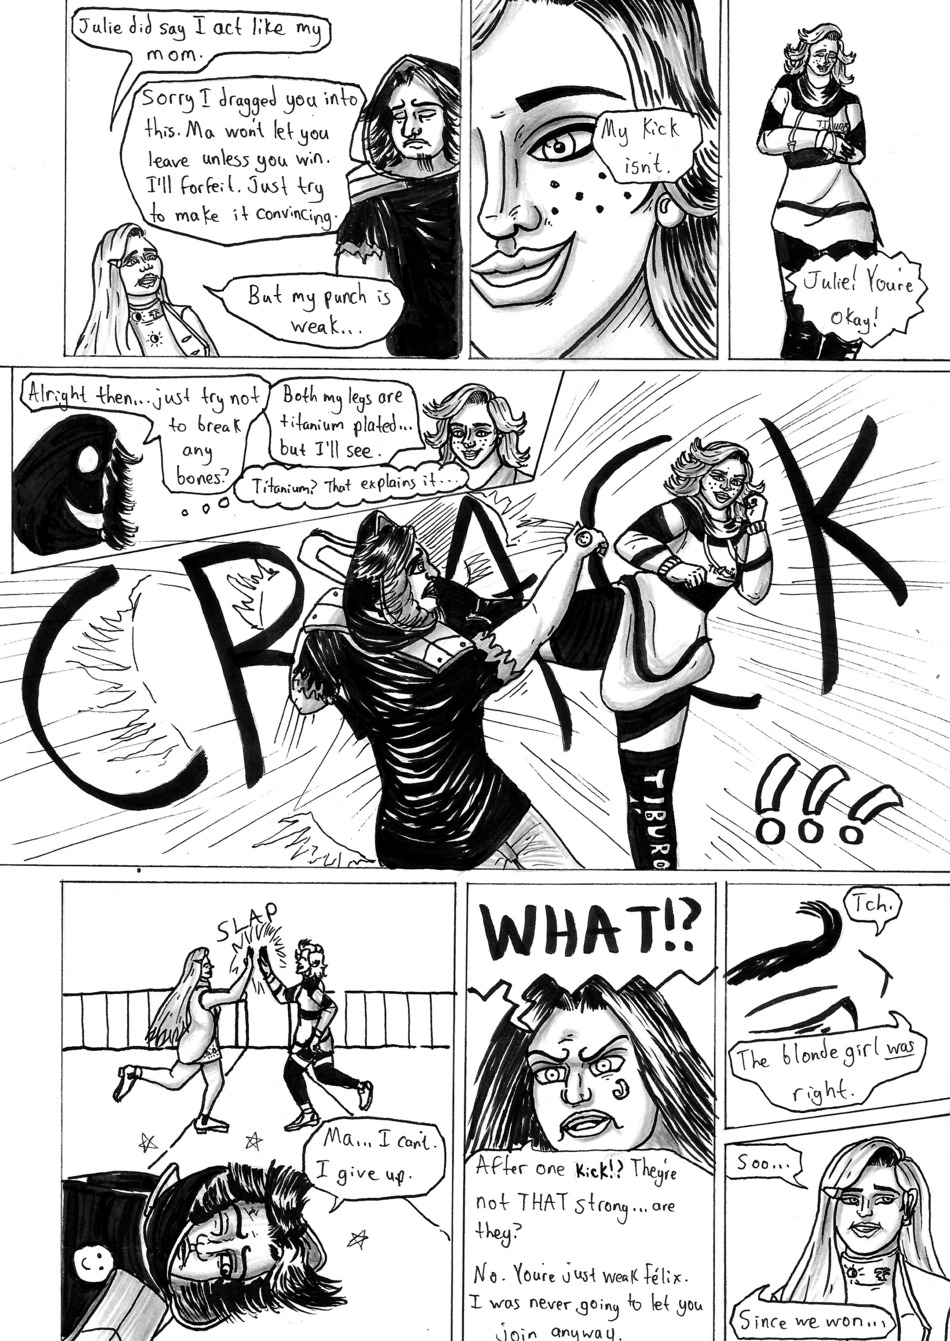 Julie did say I act like my
mom.
Sorry I dragged you into
this. Ma won't let you
leave unless you win.
I'll forfeit. Just try
to make it convincing.
But my punch is
weak...
My kick
isn't.
Julie! You're
okay!
Alright then...just try not
to break
any
bones?
Both my legs are
titanium plated...
but I'll see.
Titanium? That explains it...
CRACK
!!!
TIBURO
SLAP
Ma... I can't.
I give up.
WHAT!?
After one kick!? They're
not THAT strong... are
they?
No. You're just weak Félix.
I was never going to let you
join anyway.
Tch.
The blonde girl was
right.
Soo...
Since we won...